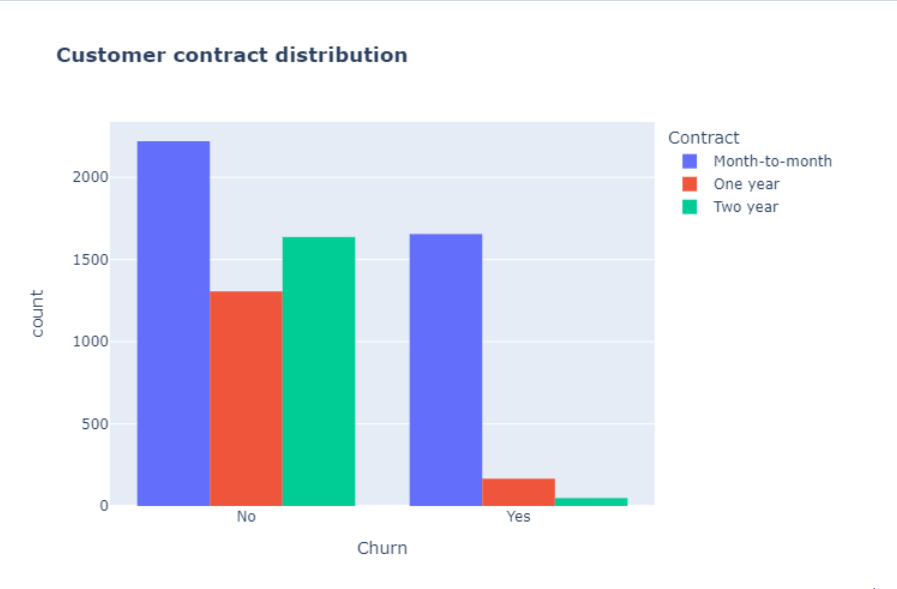 Customer contract distribution
Contract
Month-to-month
One year
Two year
count
2000
1500
1000
500
0
No
Yes
Churn